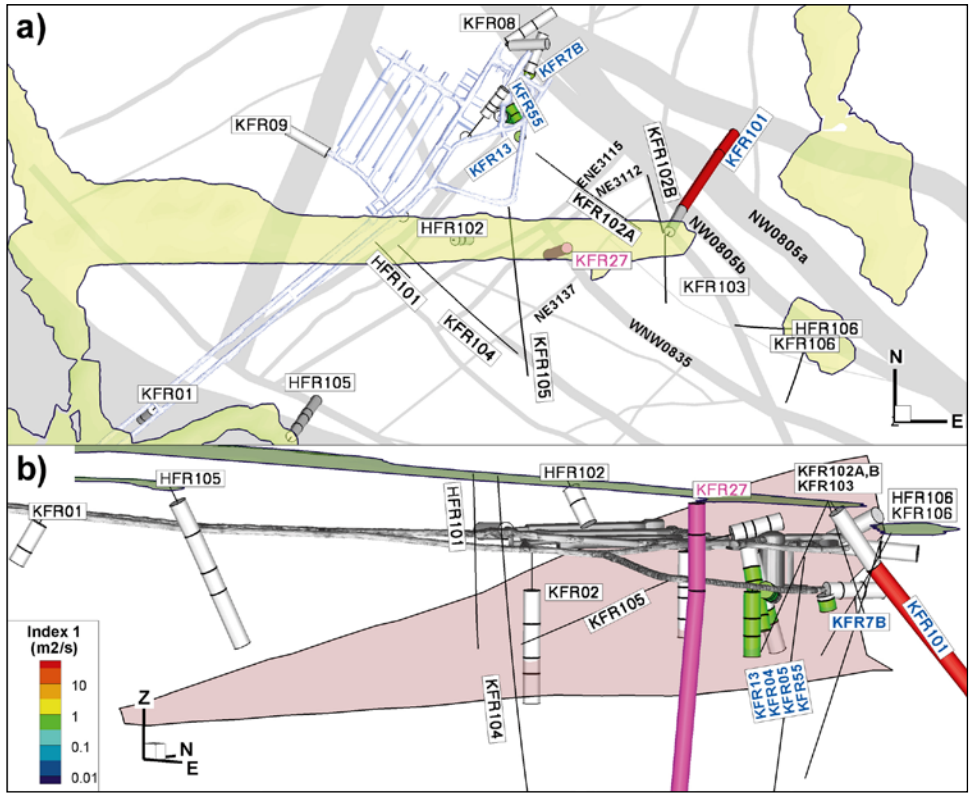 a)
KFR08
KFR7B
KFR55
KFR09
KFR13
KFR101
KFR102B
ENE3115
NE3112
KFR102A
HFR102
KFR27
NW0805a
NW0805b
KFR103
HFR101
KFR104
NE3137
KFR105
WNW0835
HFR106
KFR106
KFR01
HFR105
N
E
b)
HFR105
HFR102
KFR27
KFR102A,B
KFR103
HFR106
KFR106
KFR01
HFR101
KFR02
KFR105
KFR7B
KFR101
KFR13
KFR04
KFR05
KFR55
KFR104
Index 1
(m2/s)
10
1
0.1
0.01
Z
N
E